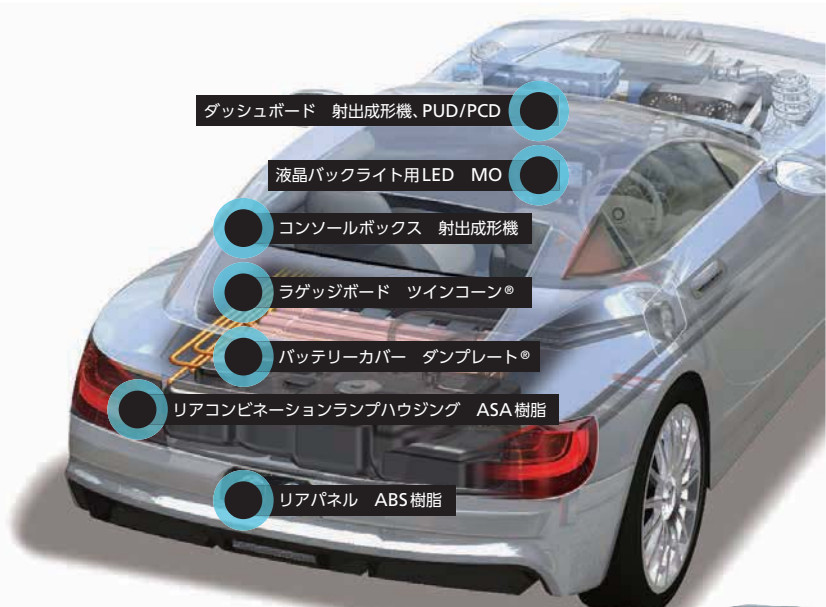 ダッシュボード　射出成形機、PUD/PCD
液晶バックライト用LED　MO
コンソールボックス　射出成形機
ラゲッジボード　ツインコーン®
バッテリーカバー　ダンプレート®
リアコンビネーションランプハウジング　ASA樹脂
リアパネル　ABS樹脂